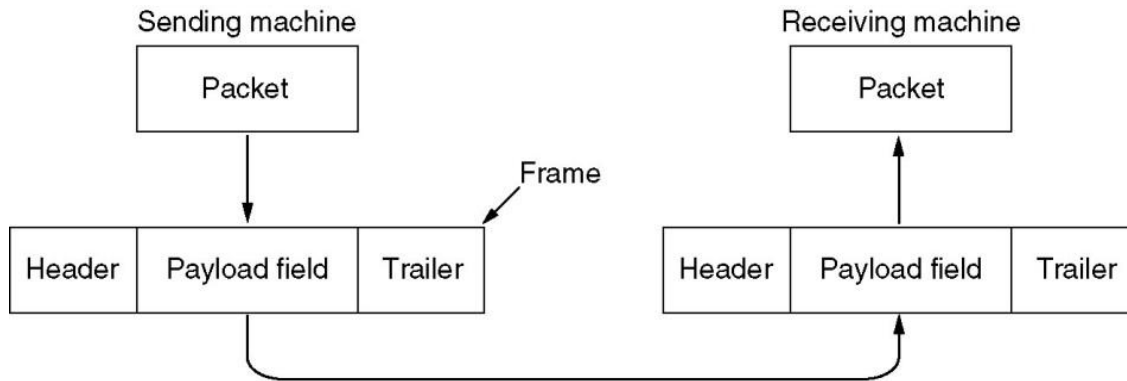 Sending machine
Receiving machine
Packet
Packet
Frame
Header
Payload field
Trailer
Header
Payload field
Trailer